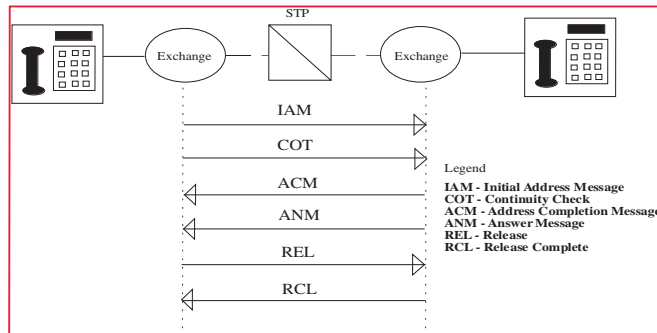 STP
Exchange
Exchange
IAM
COT
ACM
ANM
REL
RCL
Legend
IAM - Initial Address Message
COT - Continuity Check
ACM - Address Completion Message
ANM - Answer Message
REL - Release
RCL - Release Complete